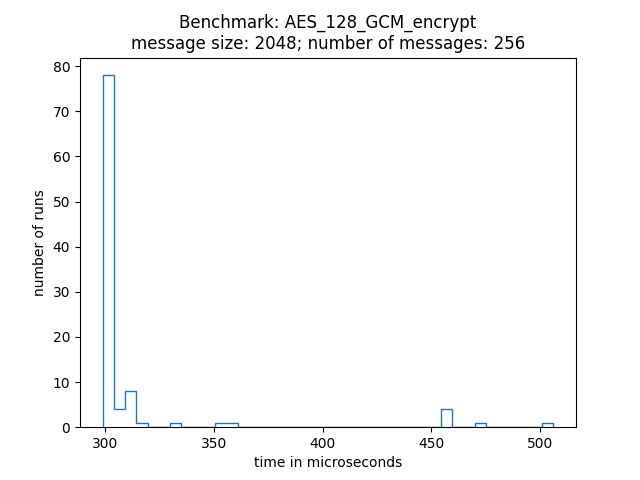 Benchmark: AES_128_GCM_encrypt
message size: 2048; number of messages: 256
80
70
60
50
40
30
20
10
0
number of runs
300 350 400 450 500
time in microseconds